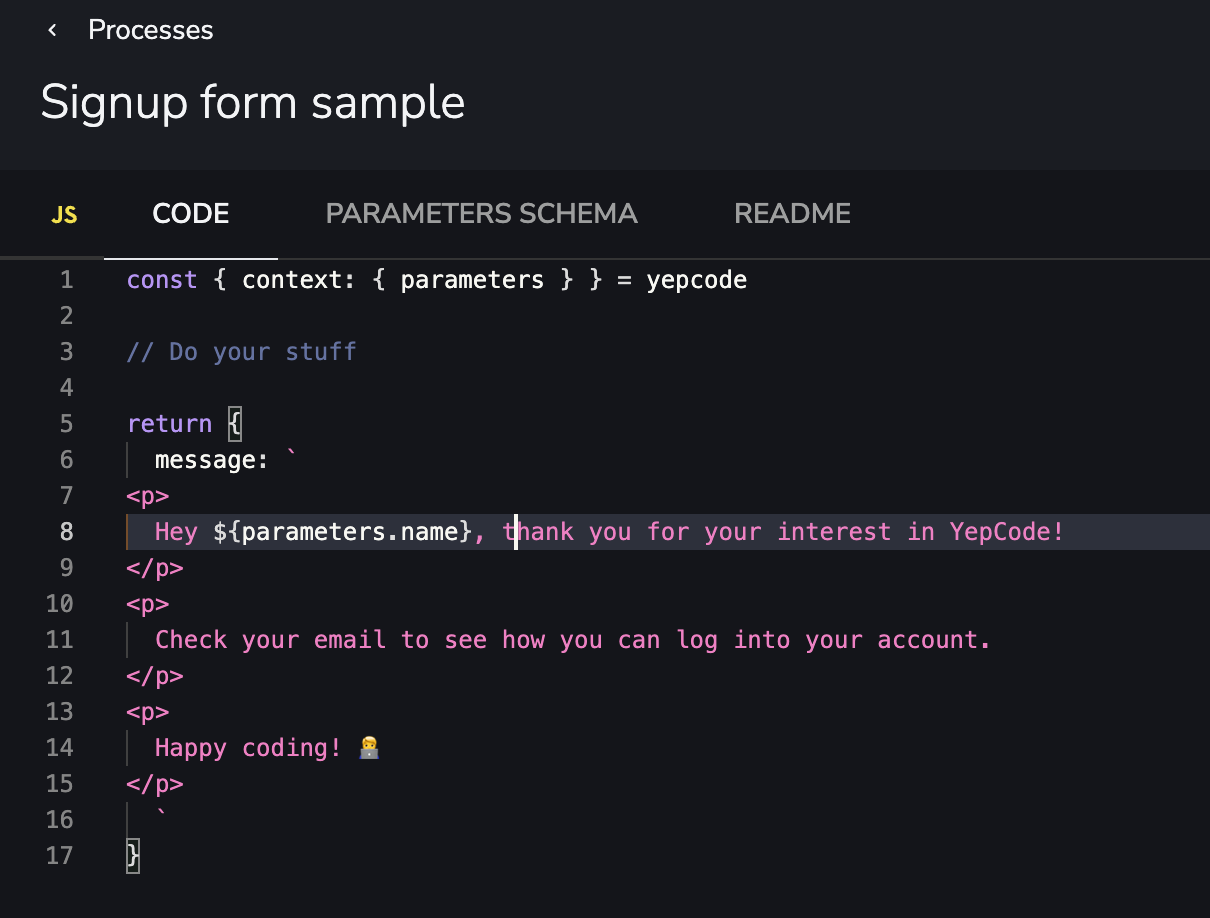 Processes
Signup form sample
JS CODE PARAMETERS SCHEMA README
1 const { context: { parameters } } = yepcode
2
3 // Do your stuff
4
5 return {
6   message: `
7 <p>
8   Hey ${parameters.name}, thank you for your interest in YepCode!
9 </p>
10 <p>
11   Check your email to see how you can log into your account.
12 </p>
13 <p>
14   Happy coding! 👨‍💻
15 </p>
16   `
17 }